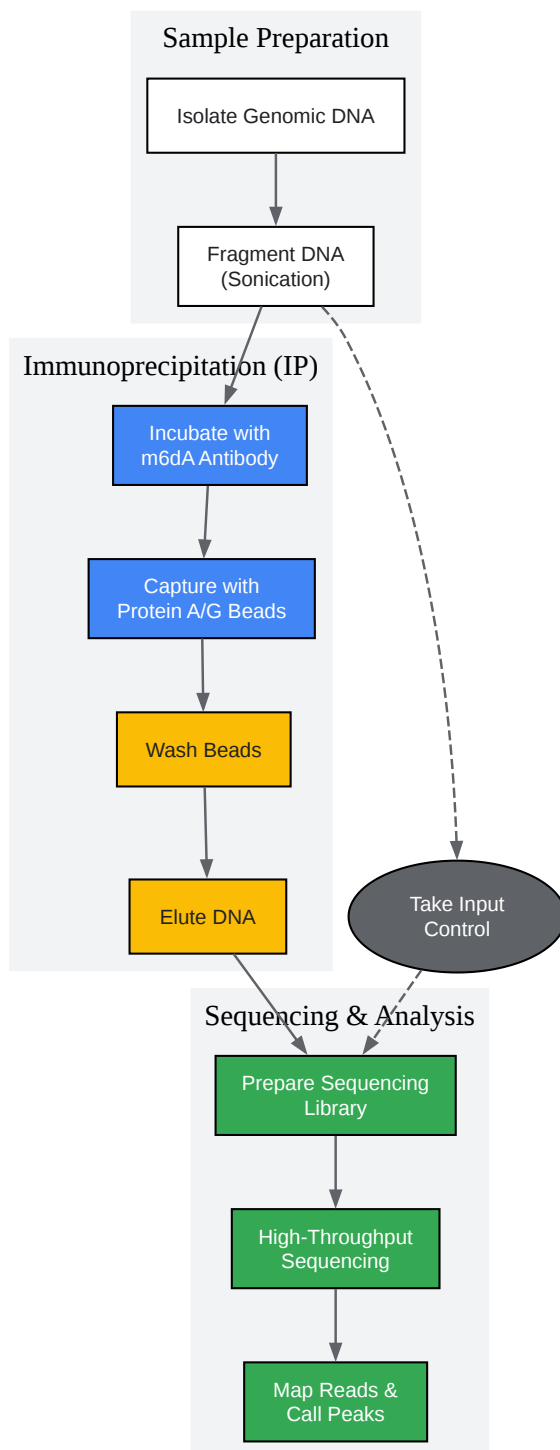 Sample Preparation
Isolate Genomic DNA
Fragment DNA
(Sonication)
Immunoprecipitation (IP)
Incubate with
m6dA Antibody
Capture with
Protein A/G Beads
Wash Beads
Elute DNA
Take Input
Control
Sequencing & Analysis
Prepare Sequencing
Library
High-Throughput
Sequencing
Map Reads &
Call Peaks